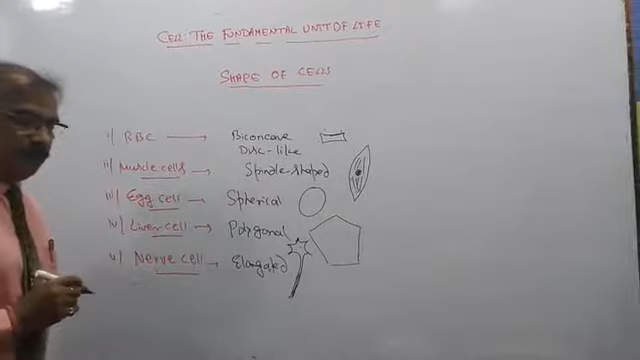 CELL: THE FUNDAMENTAL UNIT OF LIFE
SHAPE OF CELLS
i) RBC → Biconcave
Disc-like
ii) Muscle cells → Spindle-shaped
iii) Egg cell → Spherical
iv) Liver cell → Polygonal
v) Nerve cell → Elongated